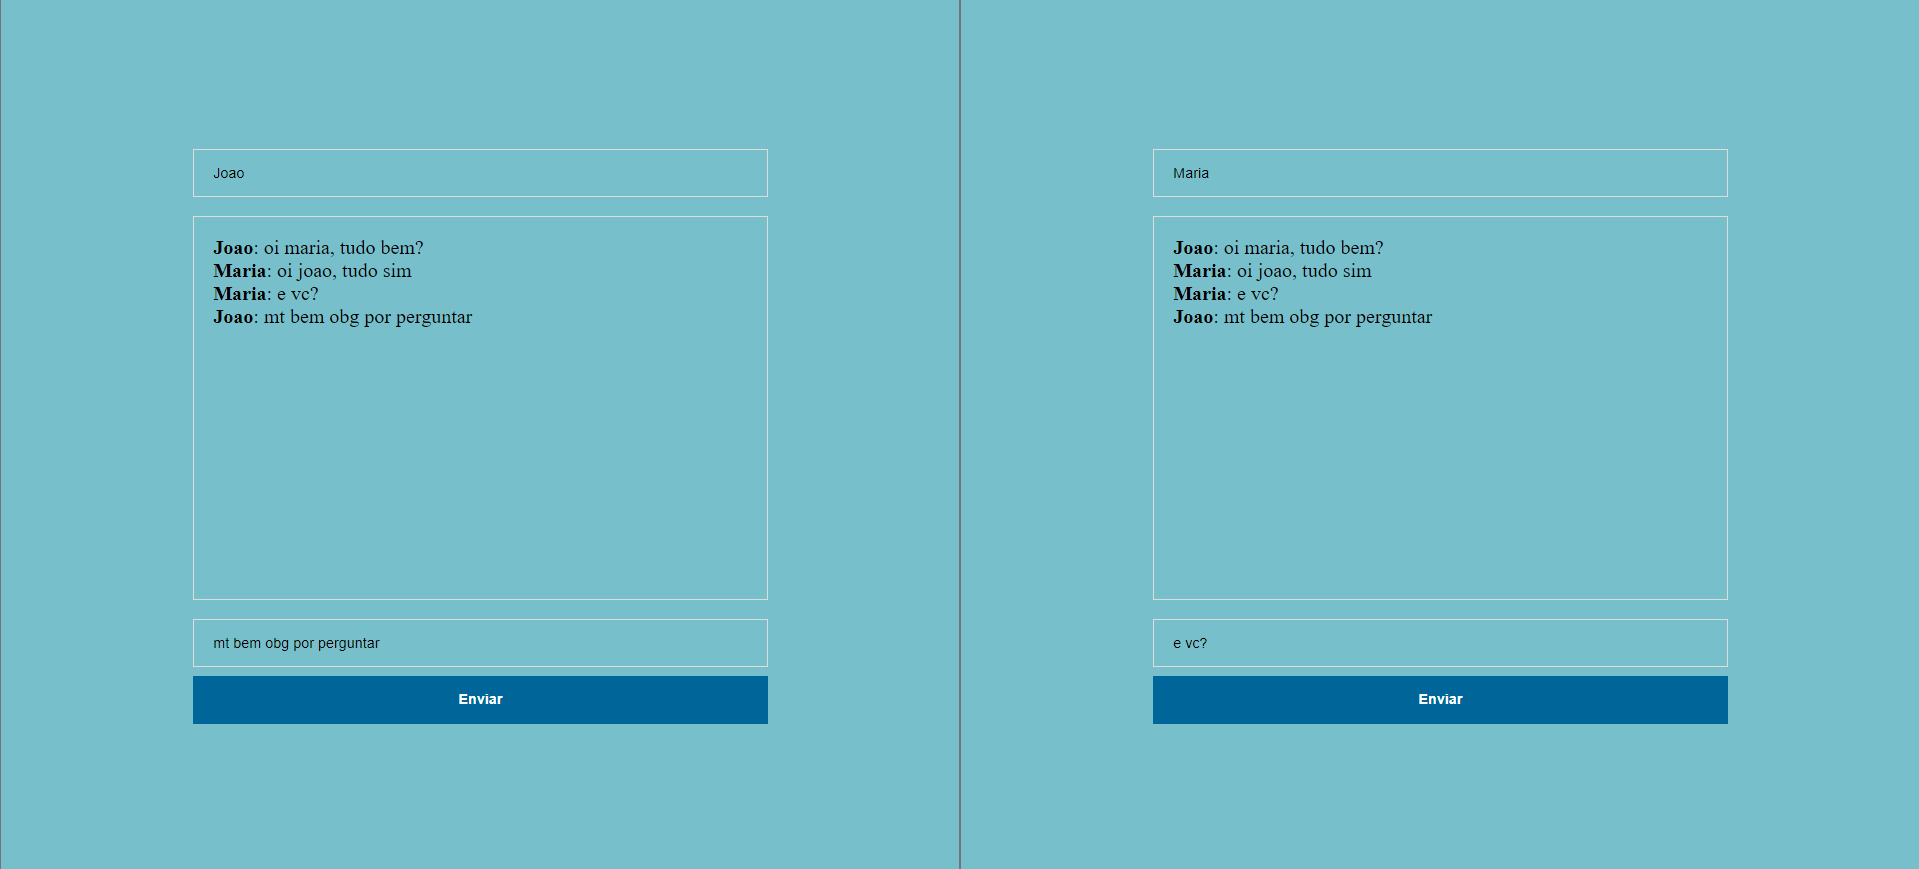 Joao
Joao: oi maria, tudo bem?
Maria: oi joao, tudo sim
Maria: e vc?
Joao: mt bem obg por perguntar
mt bem obg por perguntar
Enviar
Maria
Joao: oi maria, tudo bem?
Maria: oi joao, tudo sim
Maria: e vc?
Joao: mt bem obg por perguntar
e vc?
Enviar